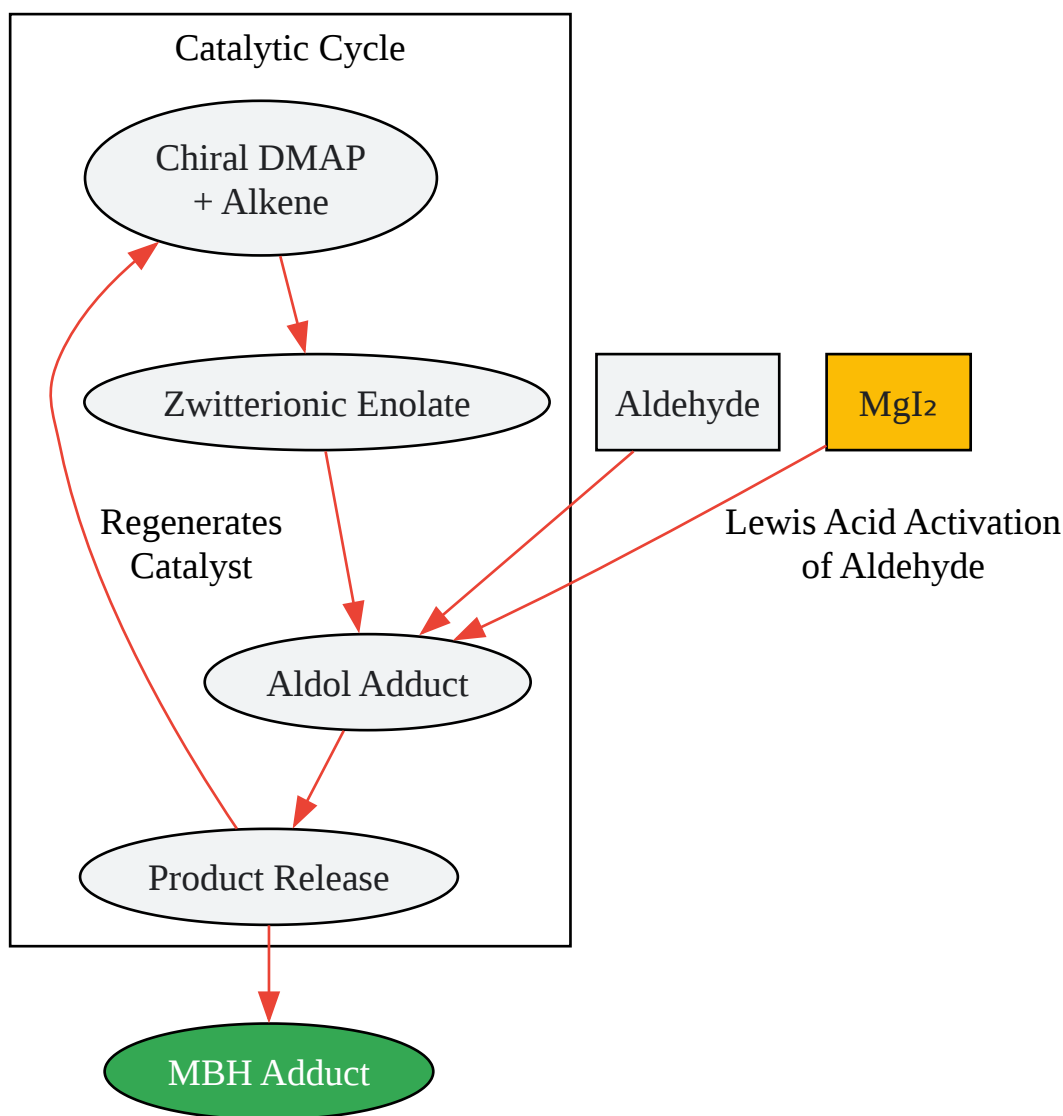 Catalytic Cycle
Chiral DMAP
+ Alkene
Zwitterionic Enolate
Aldehyde
MgI₂
Regenerates
Catalyst
Lewis Acid Activation
of Aldehyde
Aldol Adduct
Product Release
MBH Adduct